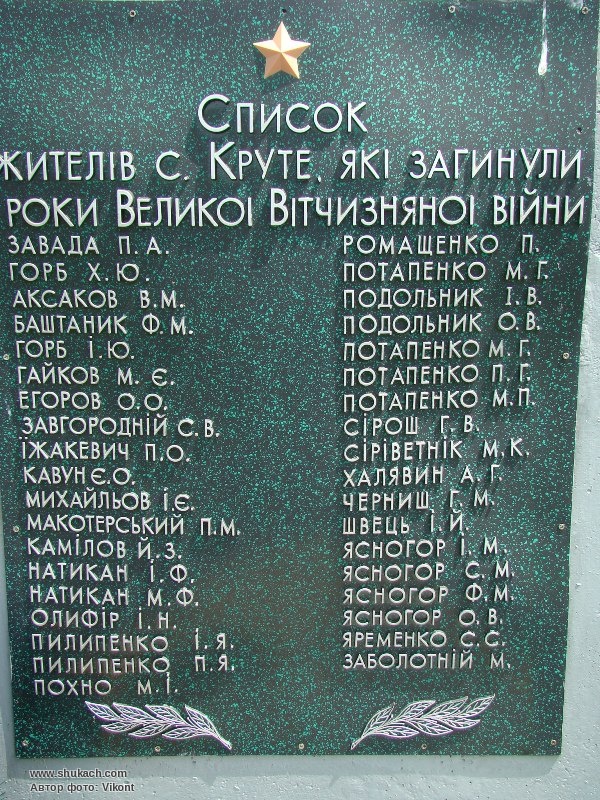 Список
жителів с. Круте, які загинули
роки Великої Вітчизняної війни
ЗАВАДА П. А.
ГОРБ Х. Ю.
АКСАКОВ В. М.
БАШТАНИК Ф. М.
ГОРБ І. Ю.
ГАЙКОВ М. Є.
ЕГОРОВ О. О.
ЗАВГОРОДНІЙ С. В.
ЇЖАКЕВИЧ П. О.
КАВУН Є. О.
МИХАЙЛЬОВ І. Є.
МАКОТЕРСЬКИЙ П. М.
КАМІЛОВ Й. З.
НАТИКАН І. Ф.
НАТИКАН М. Ф.
ОЛИФІР І. Н.
ПИЛИПЕНКО І. Я.
ПИЛИПЕНКО П. Я.
ПОХНО М. І.
РОМАЩЕНКО П.
ПОТАПЕНКО М. Г.
ПОДОЛЬНИК І. В.
ПОДОЛЬНИК О. В.
ПОТАПЕНКО М. Г.
ПОТАПЕНКО П. Г.
ПОТАПЕНКО М. П.
СІРОШ Г. В.
СІРІВЕТНІК М. К.
ХАЛЯВИН А. Г.
ЧЕРНИШ Г. М.
ШВЕЦЬ І. Й.
ЯСНОГОР І. М.
ЯСНОГОР С. М.
ЯСНОГОР Ф. М.
ЯСНОГОР О. В.
ЯРЕМЕНКО С. С.
ЗАБОЛОТНІЙ М.
www.shukach.com
Автор фото: Vikont